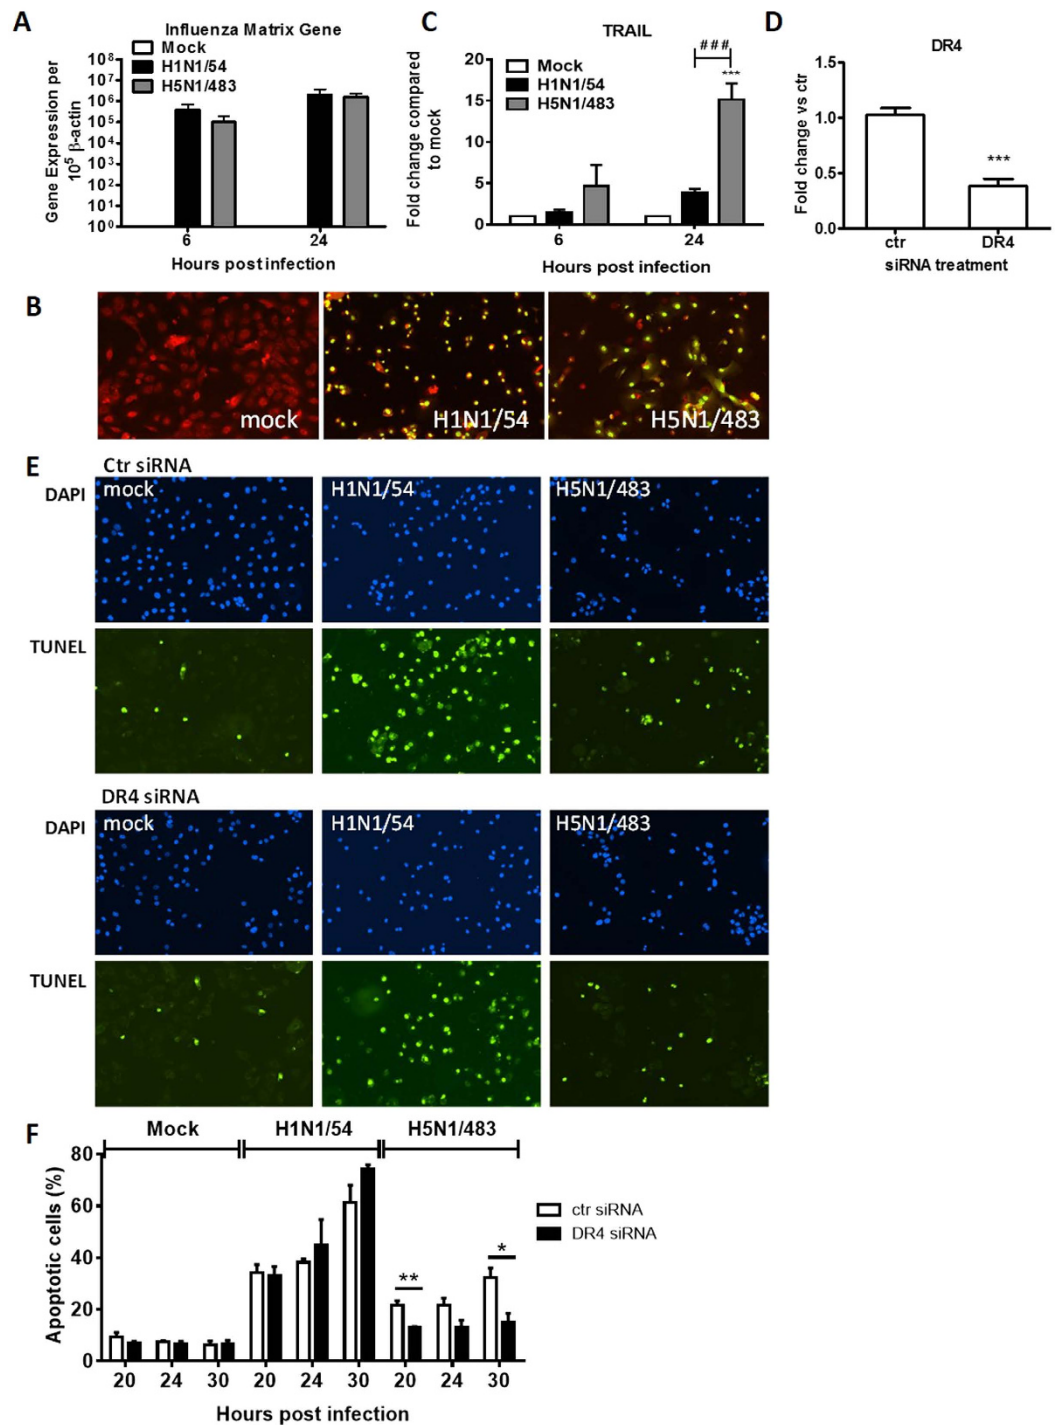 A
Influenza Matrix Gene
Mock
H1N1/54
H5N1/483
Gene Expression per
10⁵ β-actin
10⁸
10⁷
10⁶
10⁵
10⁴
10³
10²
10¹
10⁰
6
24
Hours post infection
C
TRAIL
Mock
H1N1/54
H5N1/483
###
***
Fold change compared
to mock
20
15
10
5
0
6
24
Hours post infection
D
DR4
Fold change vs ctr
1.5
1.0
0.5
0.0
***
ctr
DR4
siRNA treatment
B
mock
H1N1/54
H5N1/483
E
Ctr siRNA
DAPI
mock
H1N1/54
H5N1/483
TUNEL
DR4 siRNA
DAPI
mock
H1N1/54
H5N1/483
TUNEL
F
Mock
H1N1/54
H5N1/483
Apoptotic cells (%)
80
60
40
20
0
**
*
ctr siRNA
DR4 siRNA
20 24 30 20 24 30 20 24 30
Hours post infection